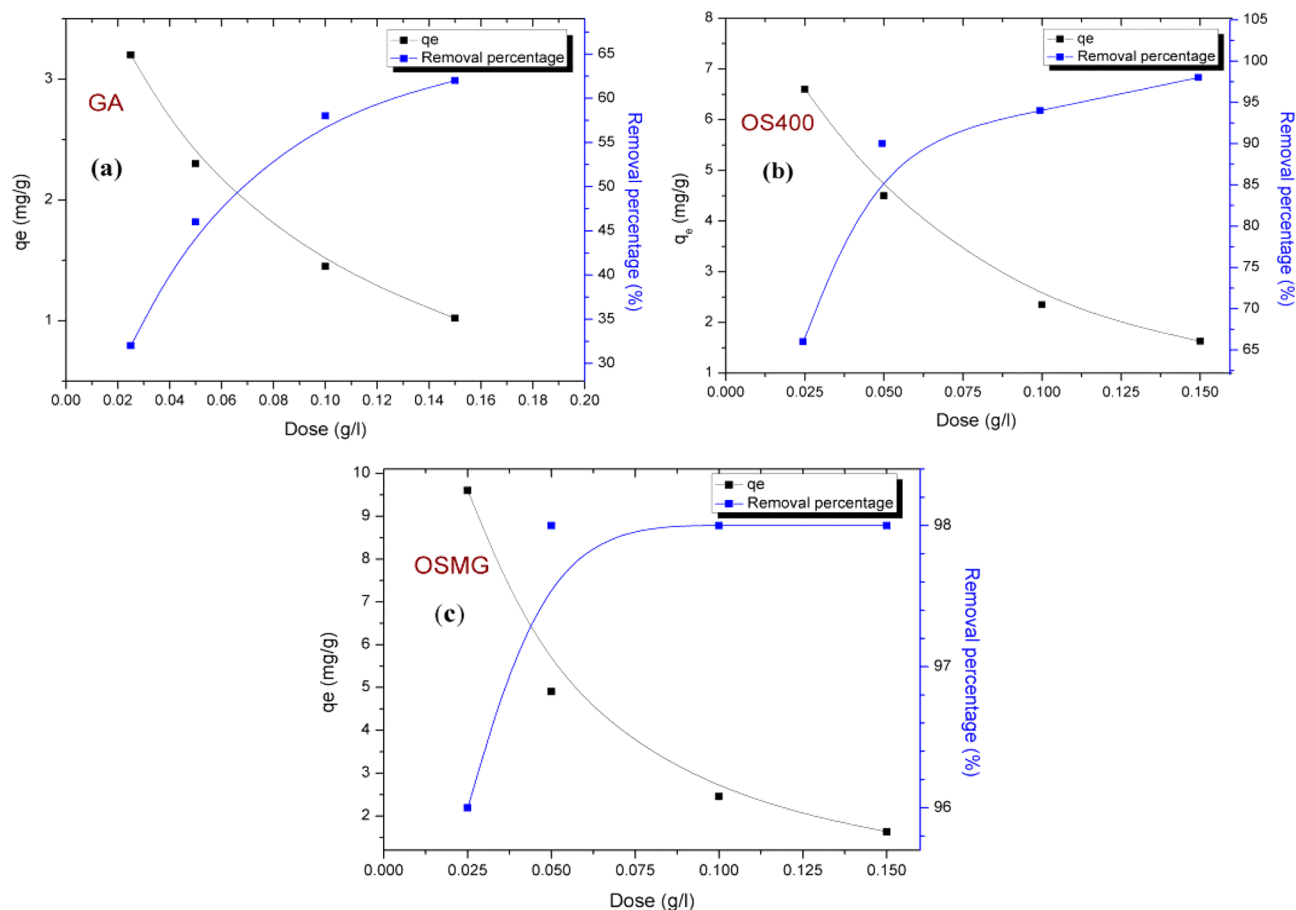 qe
Removal percentage
GA
(a)
qe (mg/g)
3
2
1
65
60
55
50
45
40
35
30
Removal percentage (%)
0.00 0.02 0.04 0.06 0.08 0.10 0.12 0.14 0.16 0.18 0.20
Dose (g/l)
qe
Removal percentage
OS400
(b)
qe (mg/g)
8
7
6
5
4
3
2
1
105
100
95
90
85
80
75
70
65
Removal percentage (%)
0.000 0.025 0.050 0.075 0.100 0.125 0.150
Dose (g/l)
qe
Removal percentage
OSMG
(c)
qe (mg/g)
10
9
8
7
6
5
4
3
2
98
97
96
Removal percentage (%)
0.000 0.025 0.050 0.075 0.100 0.125 0.150
Dose (g/l)